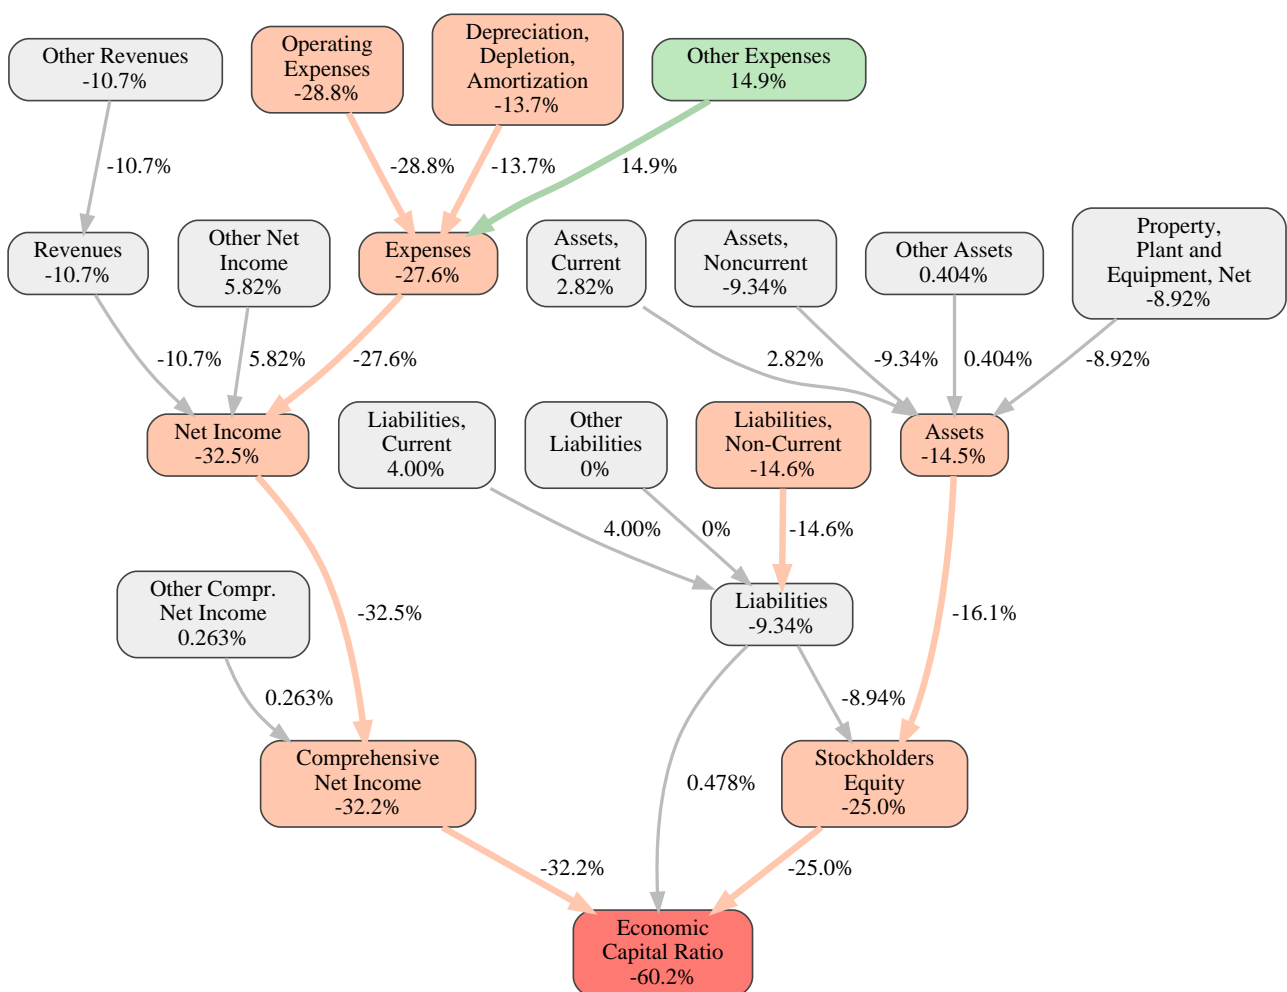 Other Revenues
-10.7%
Operating
Expenses
-28.8%
Depreciation,
Depletion,
Amortization
-13.7%
Other Expenses
14.9%
-10.7%
-28.8%
-13.7%
14.9%
Revenues
-10.7%
Other Net
Income
5.82%
Expenses
-27.6%
Assets,
Current
2.82%
Assets,
Noncurrent
-9.34%
Other Assets
0.404%
Property,
Plant and
Equipment, Net
-8.92%
-10.7%
5.82%
-27.6%
2.82%
-9.34%
0.404%
-8.92%
Net Income
-32.5%
Liabilities,
Current
4.00%
Other
Liabilities
0%
Liabilities,
Non-Current
-14.6%
Assets
-14.5%
4.00%
0%
-14.6%
Other Compr.
Net Income
0.263%
-32.5%
Liabilities
-9.34%
-16.1%
0.263%
-8.94%
Comprehensive
Net Income
-32.2%
0.478%
Stockholders
Equity
-25.0%
-32.2%
-25.0%
Economic
Capital Ratio
-60.2%